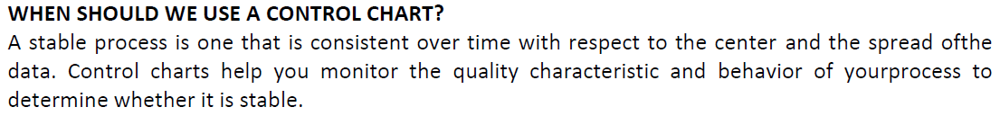 WHEN SHOULD WE USE A CONTROL CHART?
A stable process is one that is consistent over time with respect to the center and the spread ofthe
data. Control charts help you monitor the quality characteristic and behavior of yourprocess to
determine whether it is stable.